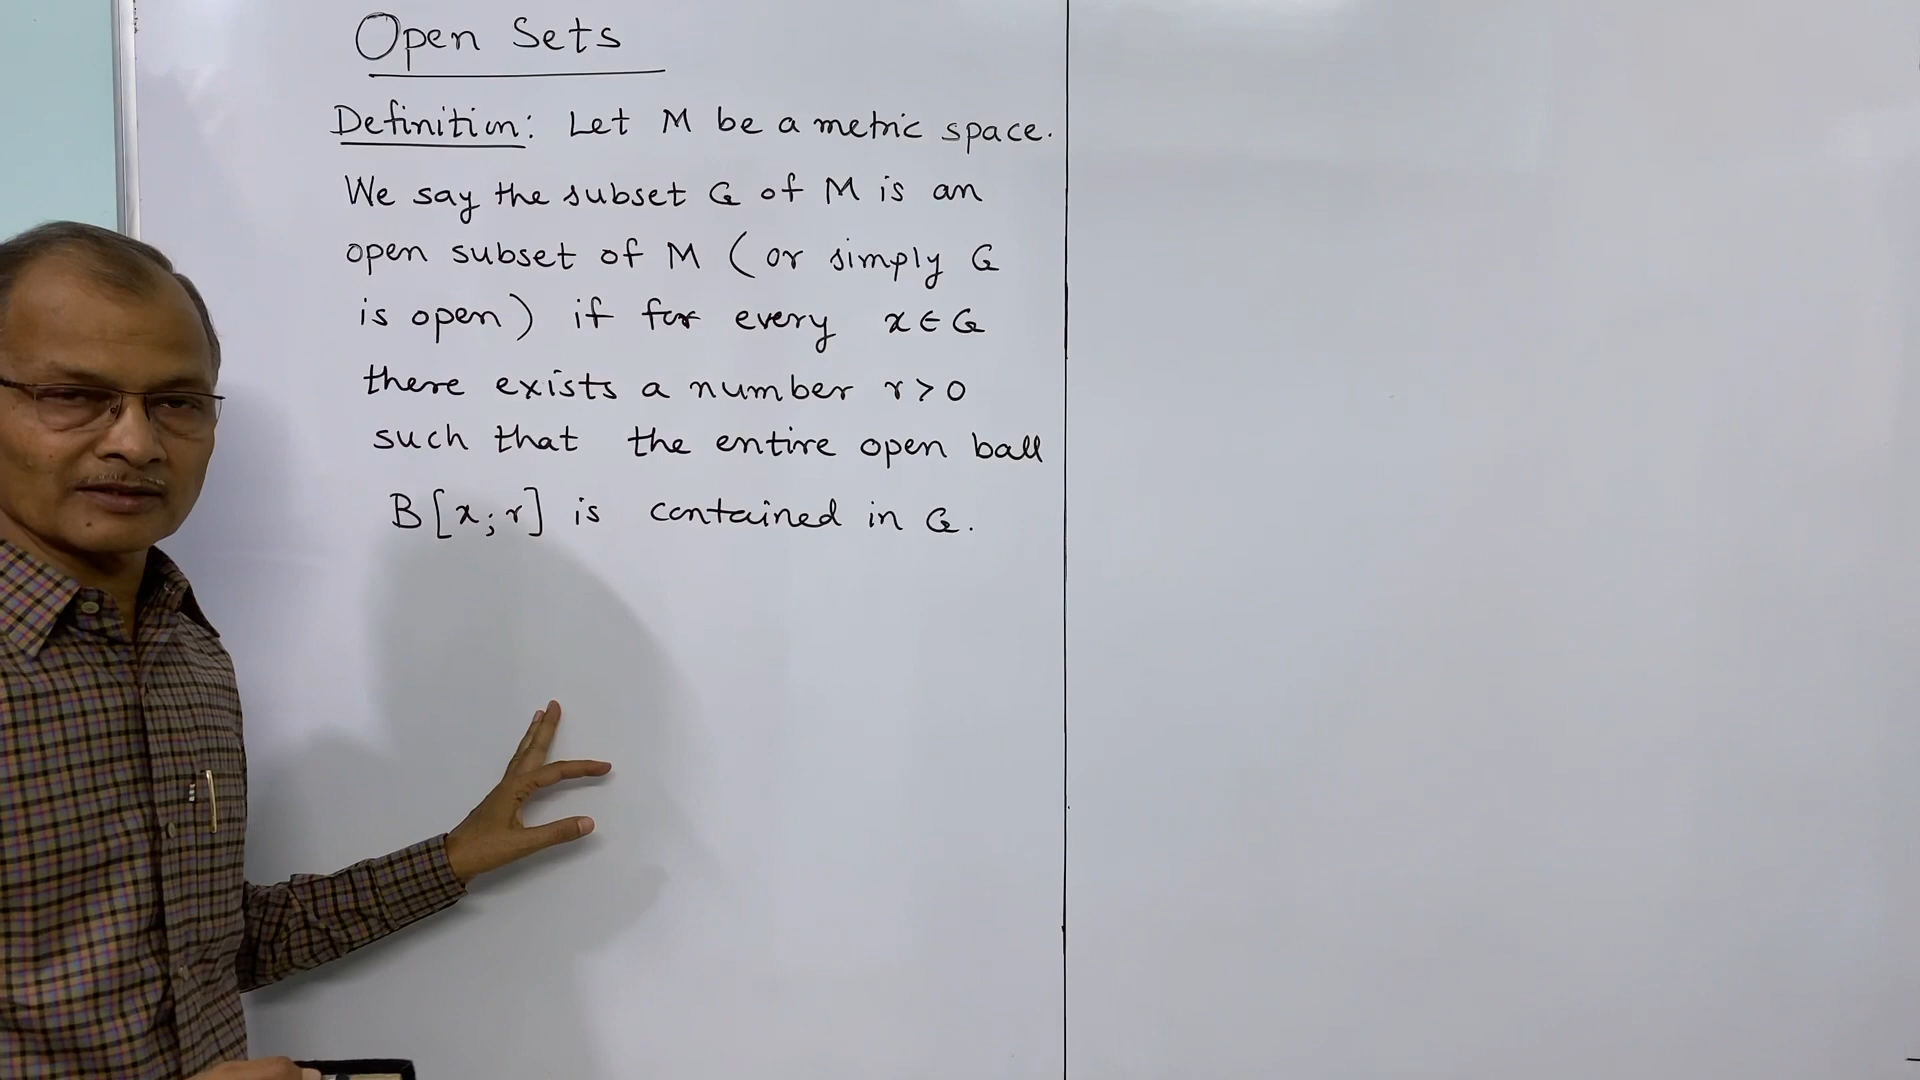 Open Sets
Definition: Let M be a metric space.
We say the subset G of M is an
open subset of M (or simply G
is open) if for every x ∈ G
there exists a number r > 0
such that the entire open ball
B[x; r] is contained in G.